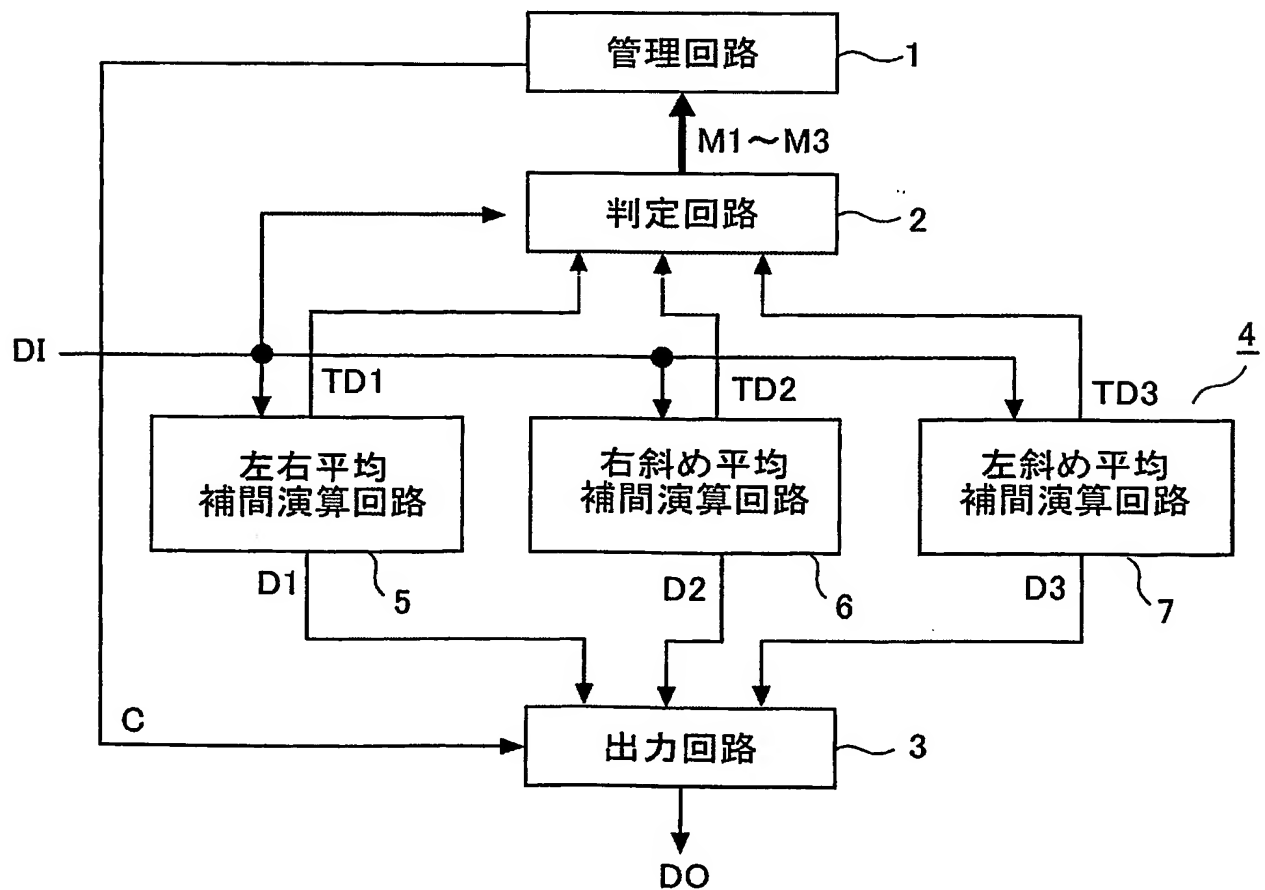 管理回路
1
M1～M3
判定回路
2
DI
TD1
TD2
TD3
4
左右平均
補間演算回路
右斜め平均
補間演算回路
左斜め平均
補間演算回路
D1
5
D2
6
D3
7
C
出力回路
3
DO